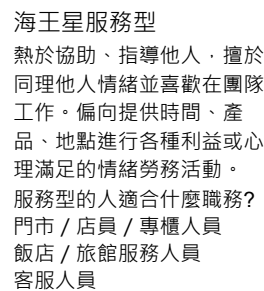 海王星服務型
熱於協助、指導他人，擅於
同理他人情緒並喜歡在團隊
工作。偏向提供時間、產
品、地點進行各種利益或心
理滿足的情緒勞務活動。
服務型的人適合什麼職務?
門市 / 店員 / 專櫃人員
飯店 / 旅館服務人員
客服人員